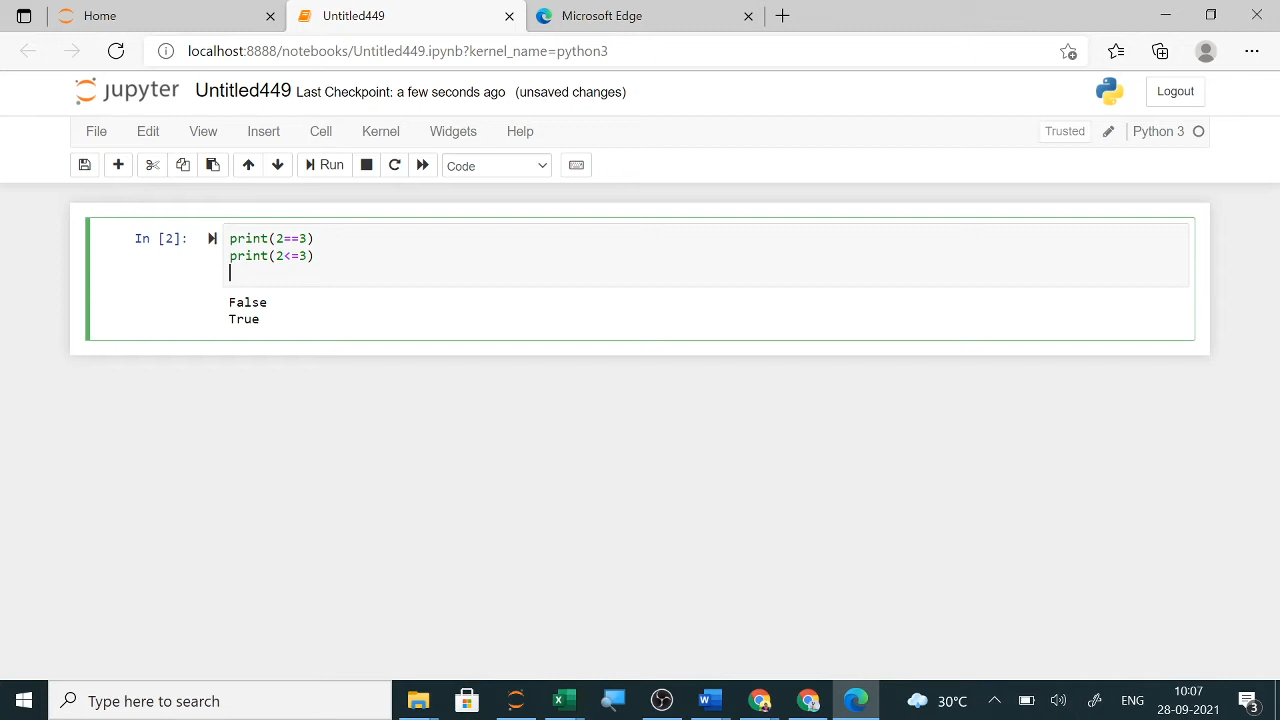 Home
Untitled449
Microsoft Edge
localhost:8888/notebooks/Untitled449.ipynb?kernel_name=python3
jupyter Untitled449 Last Checkpoint: a few seconds ago (unsaved changes)
Logout
File Edit View Insert Cell Kernel Widgets Help
Trusted
Python 3
Run
Code
In [2]: print(2==3)
print(2<=3)
False
True
Type here to search
30°C
ENG
10:07
28-09-2021
3